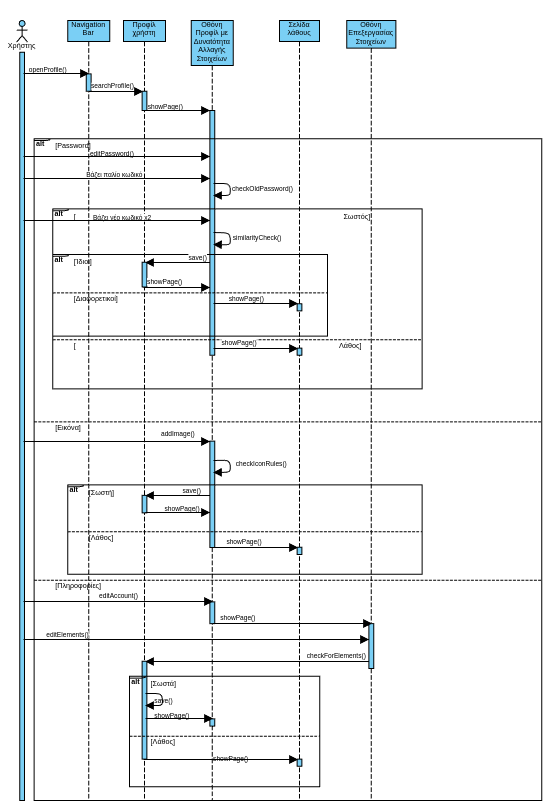 Χρήστης
Navigation
Bar
Προφίλ
χρήστη
Οθόνη
Προφίλ με
Δυνατότητα
Αλλαγής
Στοιχείων
Σελίδα
λάθους
Οθόνη
Επεξεργασίας
Στοιχείων
openProfile()
searchProfile()
showPage()
alt
[Password]
editPassword()
Βάζει παλιό κωδικό
checkOldPassword()
alt
[
Σωστός]
Βάζει νέο κωδικό x2
similarityCheck()
alt
[Ίδιοι]
save()
showPage()
[Διαφορετικοί]
showPage()
[
Λάθος]
showPage()
[Εικόνα]
addImage()
checkIconRules()
alt
[Σωστή]
save()
showPage()
[Λάθος]
showPage()
[Πληροφορίες]
editAccount()
showPage()
editElements()
checkForElements()
alt
[Σωστά]
save()
showPage()
[Λάθος]
showPage()